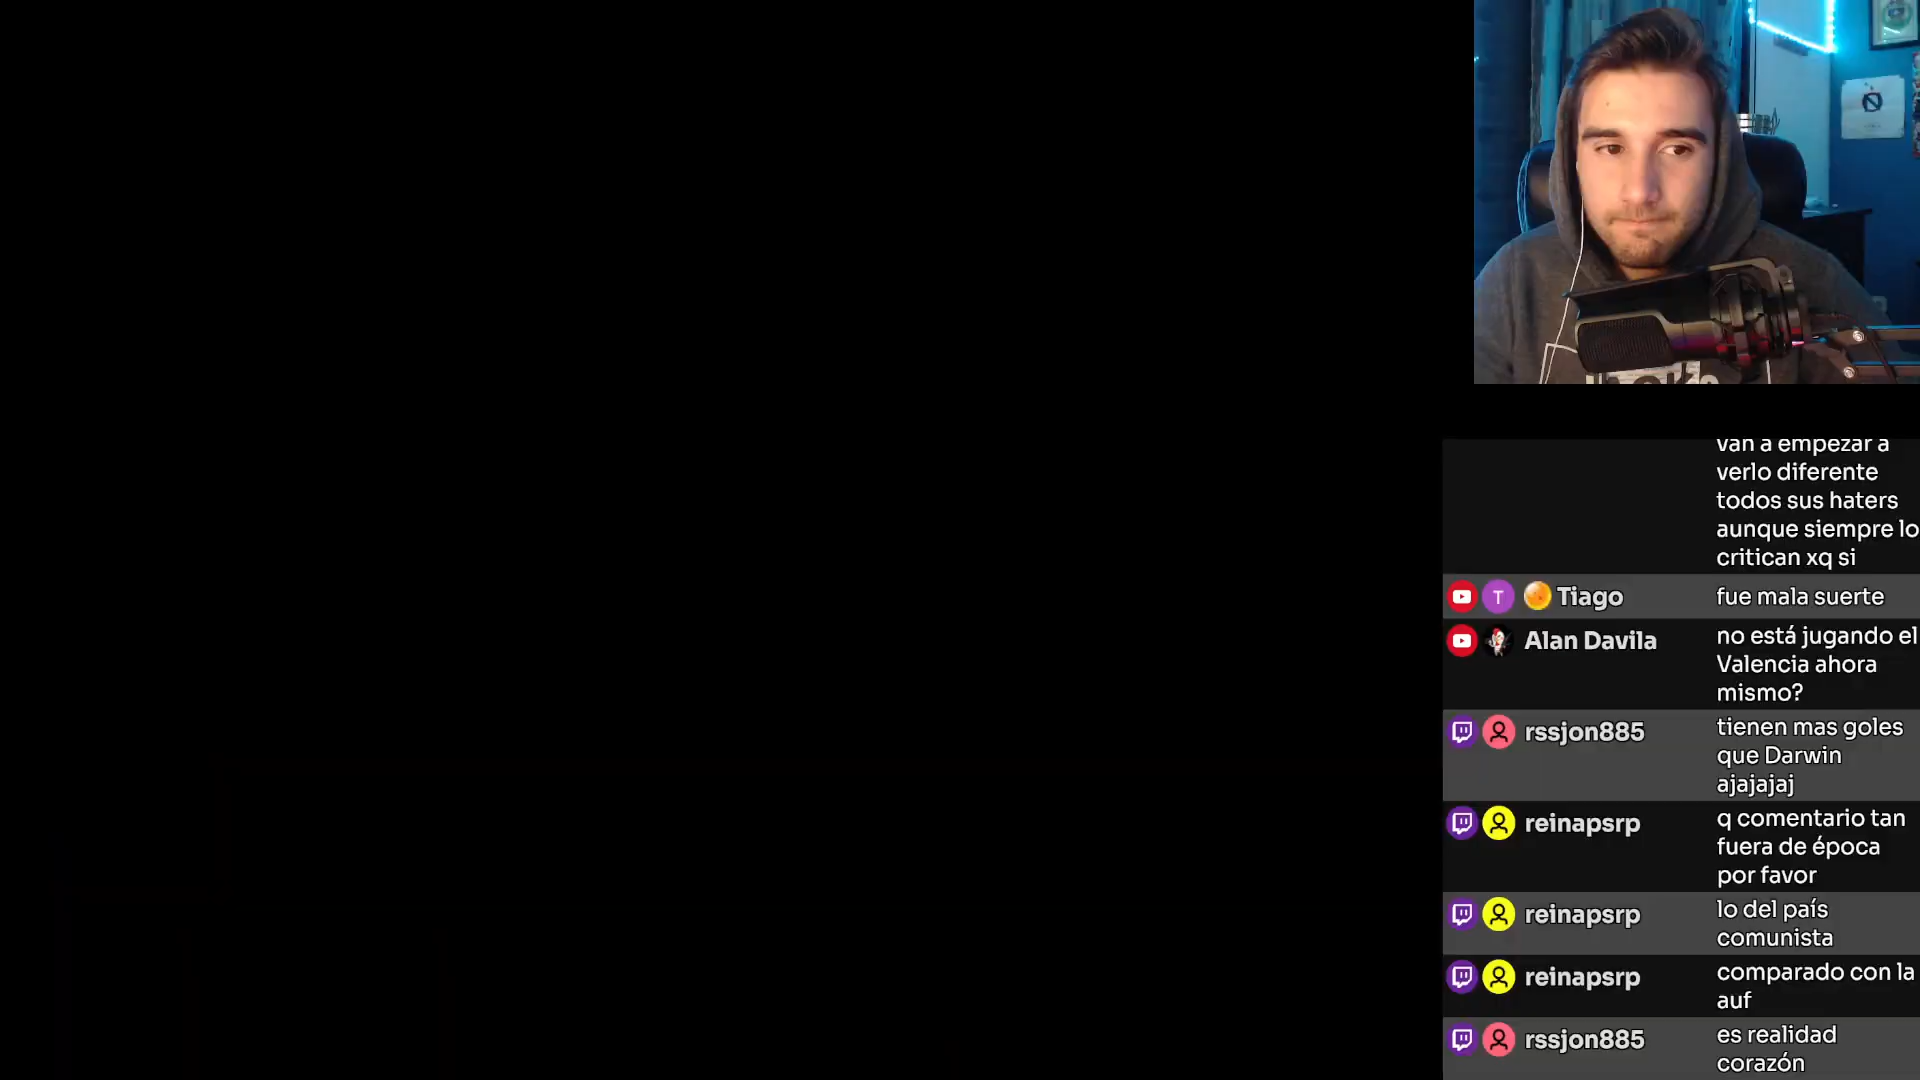 van a empezar a
verlo diferente
todos sus haters
aunque siempre lo
critican xq si
T Tiago fue mala suerte
Alan Davila no está jugando el
Valencia ahora
mismo?
rssjon885 tienen mas goles
que Darwin
ajajajaj
reinapsrp q comentario tan
fuera de época
por favor
reinapsrp lo del país
comunista
reinapsrp comparado con la
auf
rssjon885 es realidad
corazón